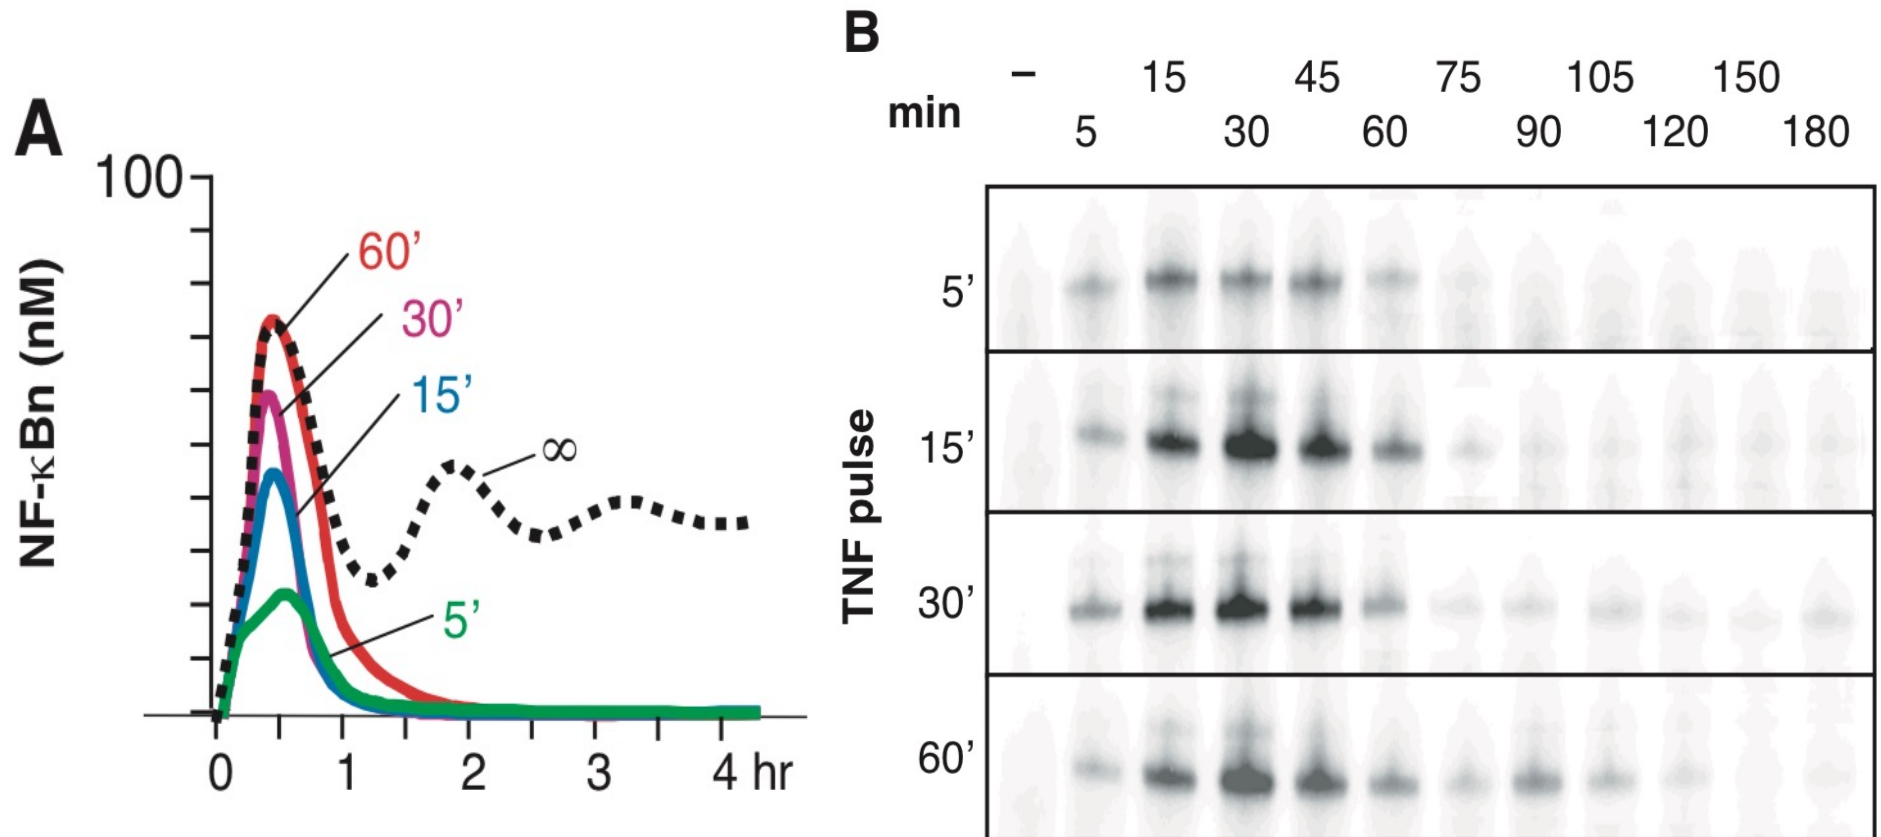 A
100
NF-κBn (nM)
60’
30’
15’
∞
5’
0 1 2 3 4 hr
B
– 15 45 75 105 150
min
5 30 60 90 120 180
TNF pulse
5’
15’
30’
60’